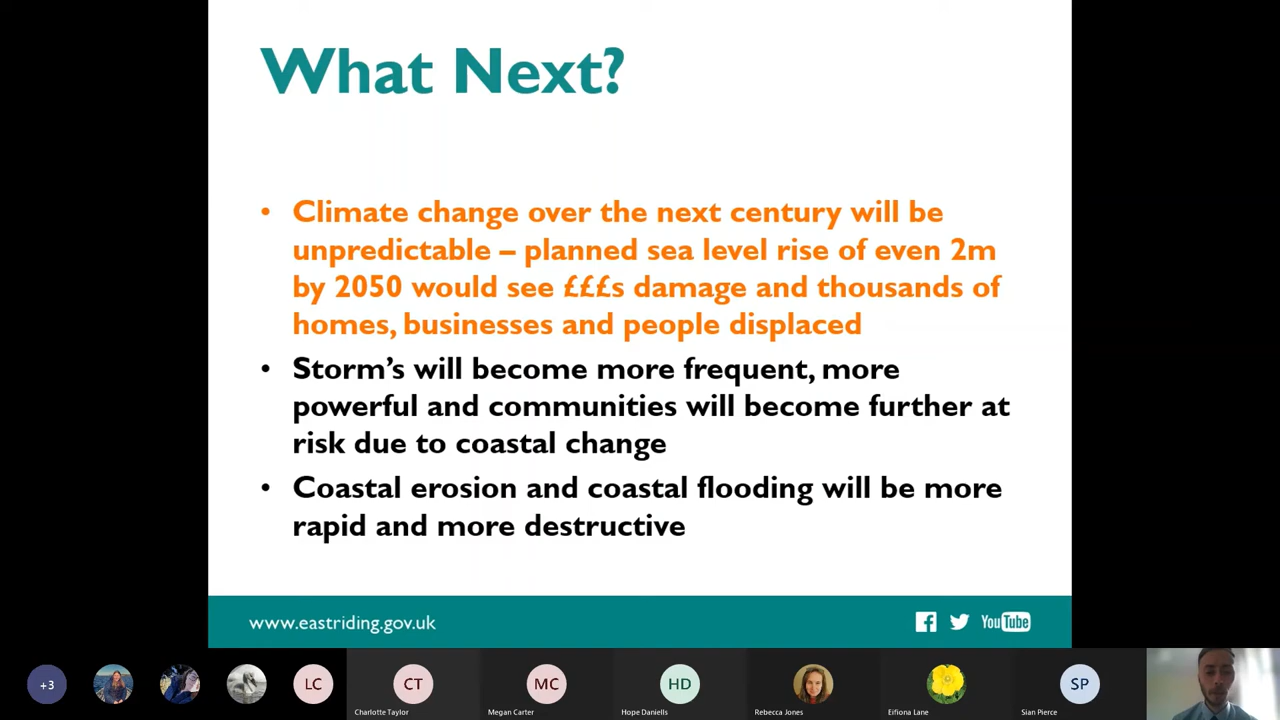 What Next?
• Climate change over the next century will be
unpredictable – planned sea level rise of even 2m
by 2050 would see £££s damage and thousands of
homes, businesses and people displaced
• Storm’s will become more frequent, more
powerful and communities will become further at
risk due to coastal change
• Coastal erosion and coastal flooding will be more
rapid and more destructive
www.eastriding.gov.uk
YouTube
+3
LC
CT
MC
HD
SP
Charlotte Taylor
Megan Carter
Hope Daniells
Rebecca Jones
Eifiona Lane
Sian Pierce